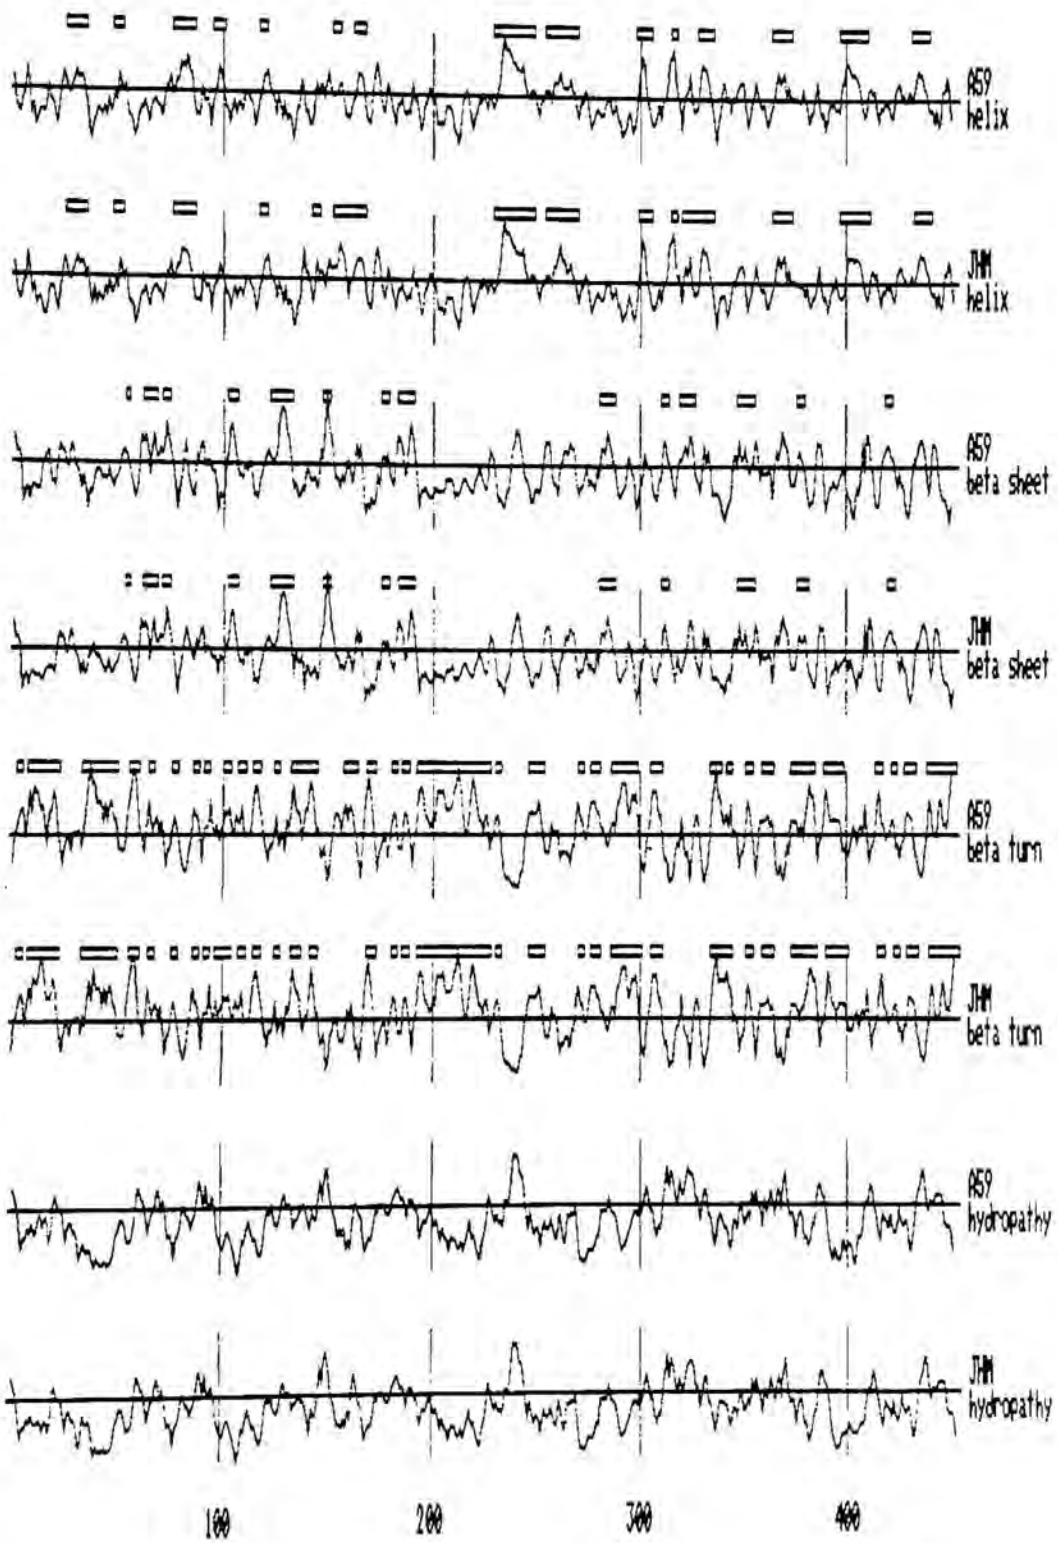 A59
helix
JHM
helix
A59
beta sheet
JHM
beta sheet
A59
beta turn
JHM
beta turn
A59
hydropathy
JHM
hydropathy
100
200
300
400